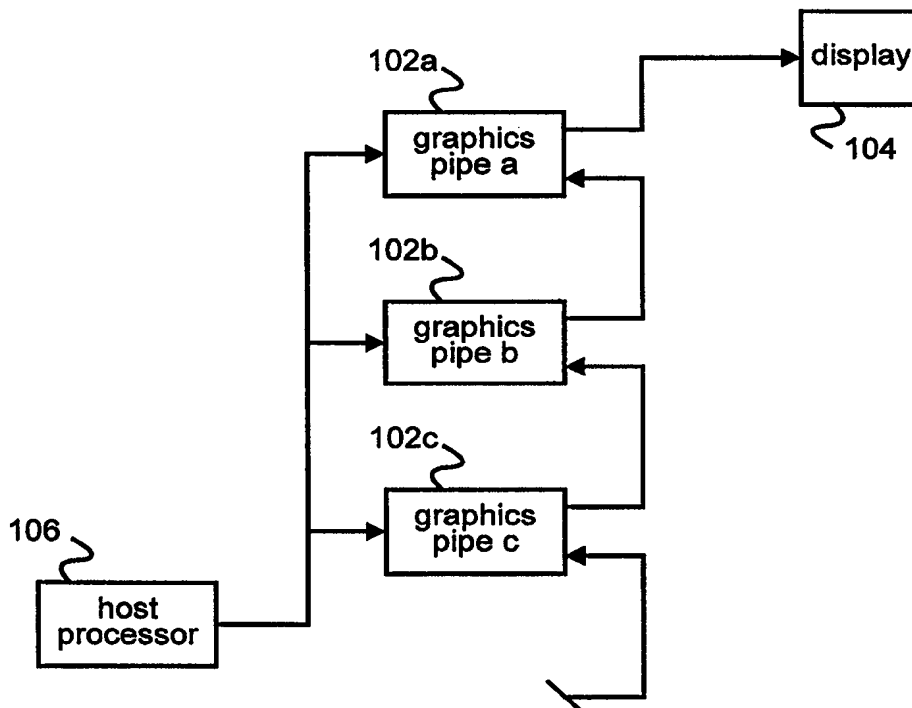 display
104
102a
graphics
pipe a
102b
graphics
pipe b
102c
graphics
pipe c
106
host
processor